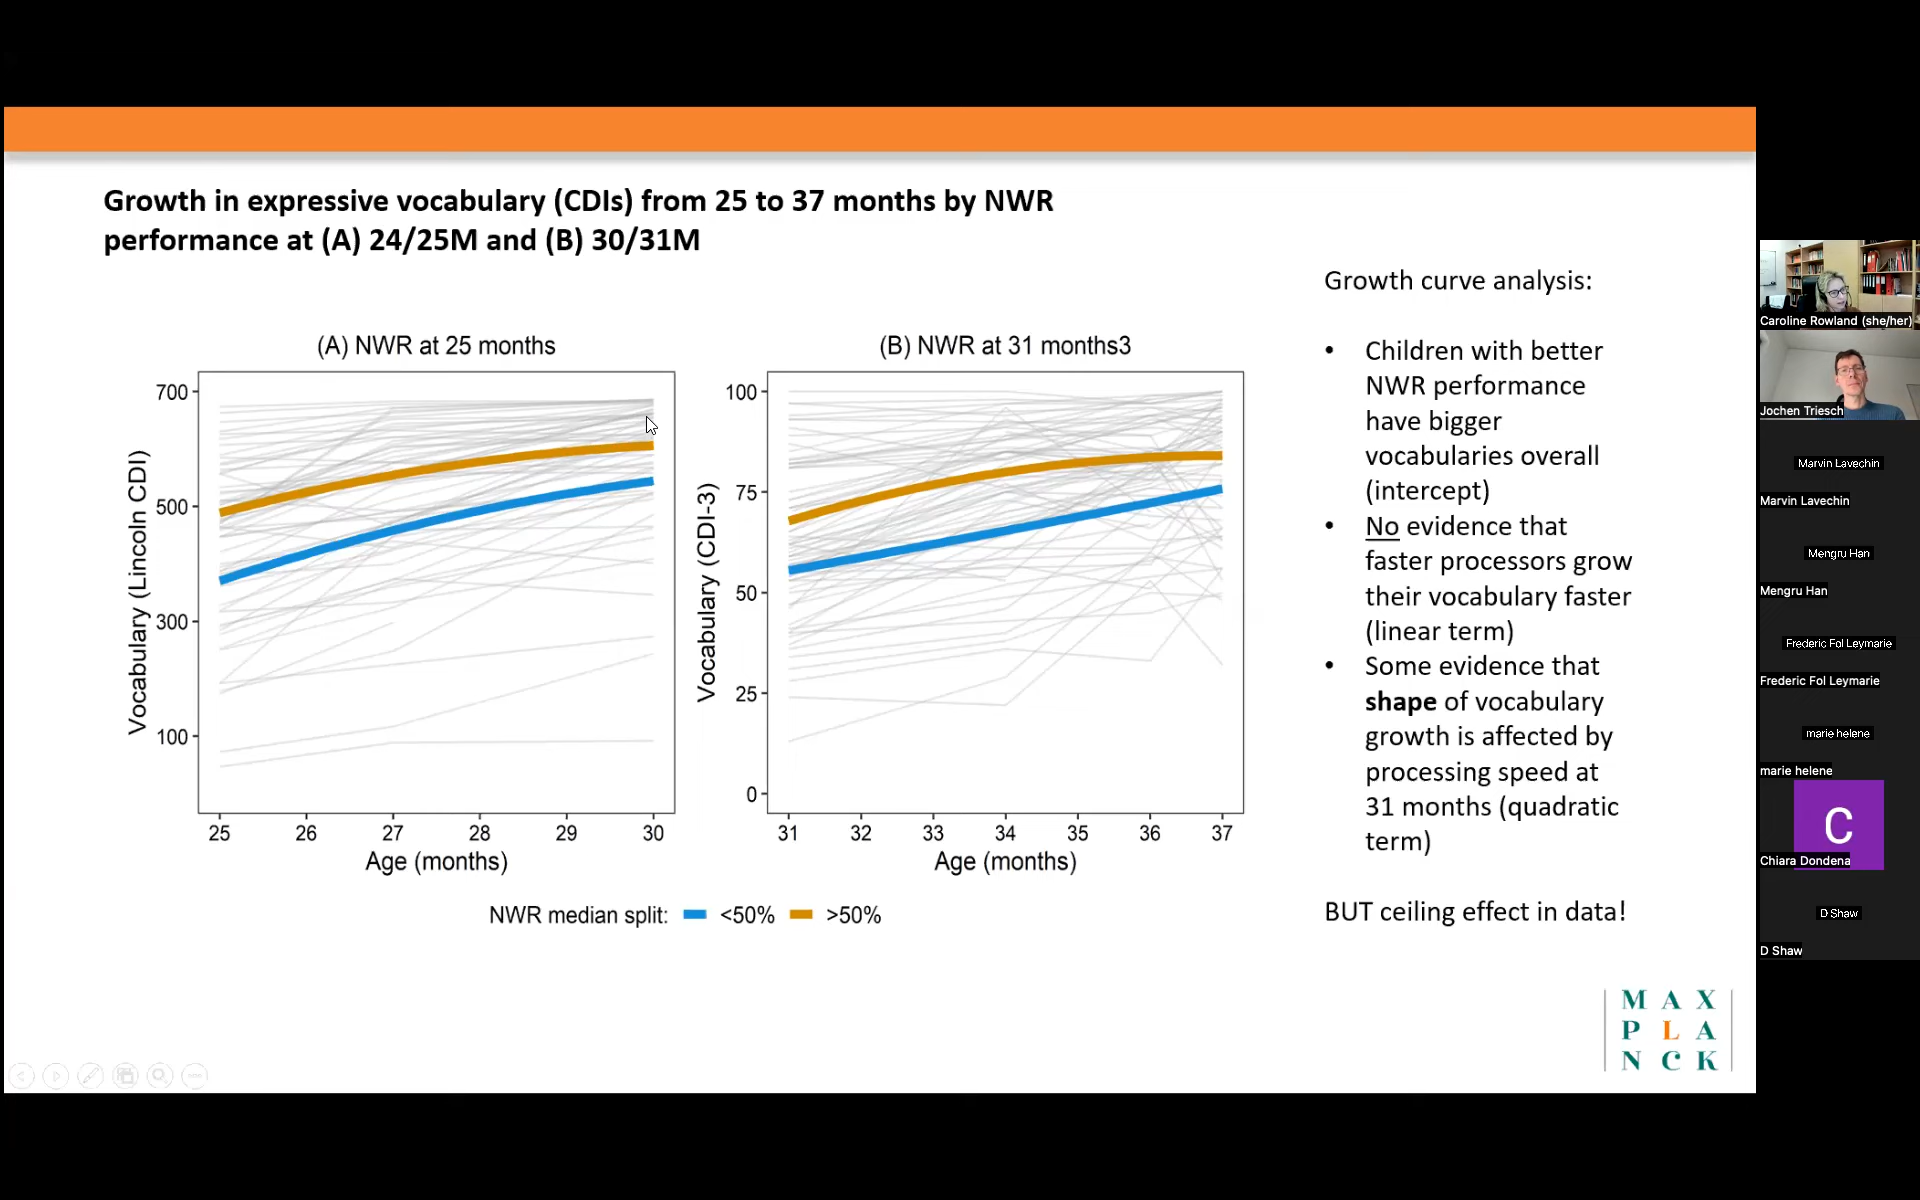 Growth in expressive vocabulary (CDIs) from 25 to 37 months by NWR
performance at (A) 24/25M and (B) 30/31M
(A) NWR at 25 months
Vocabulary (Lincoln CDI)
700
500
300
100
25 26 27 28 29 30
Age (months)
(B) NWR at 31 months3
Vocabulary (CDI-3)
100
75
50
25
0
31 32 33 34 35 36 37
Age (months)
NWR median split: <50% >50%
Growth curve analysis:
• Children with better
NWR performance
have bigger
vocabularies overall
(intercept)
• No evidence that
faster processors grow
their vocabulary faster
(linear term)
• Some evidence that
shape of vocabulary
growth is affected by
processing speed at
31 months (quadratic
term)
BUT ceiling effect in data!
MAX
PLA
NCK
Caroline Rowland (she/her)
Jochen Triesch
Marvin Lavechin
Marvin Lavechin
Mengru Han
Mengru Han
Frederic Fol Leymarie
Frederic Fol Leymarie
marie helene
marie helene
C
Chiara Dondena
D Shaw
D Shaw